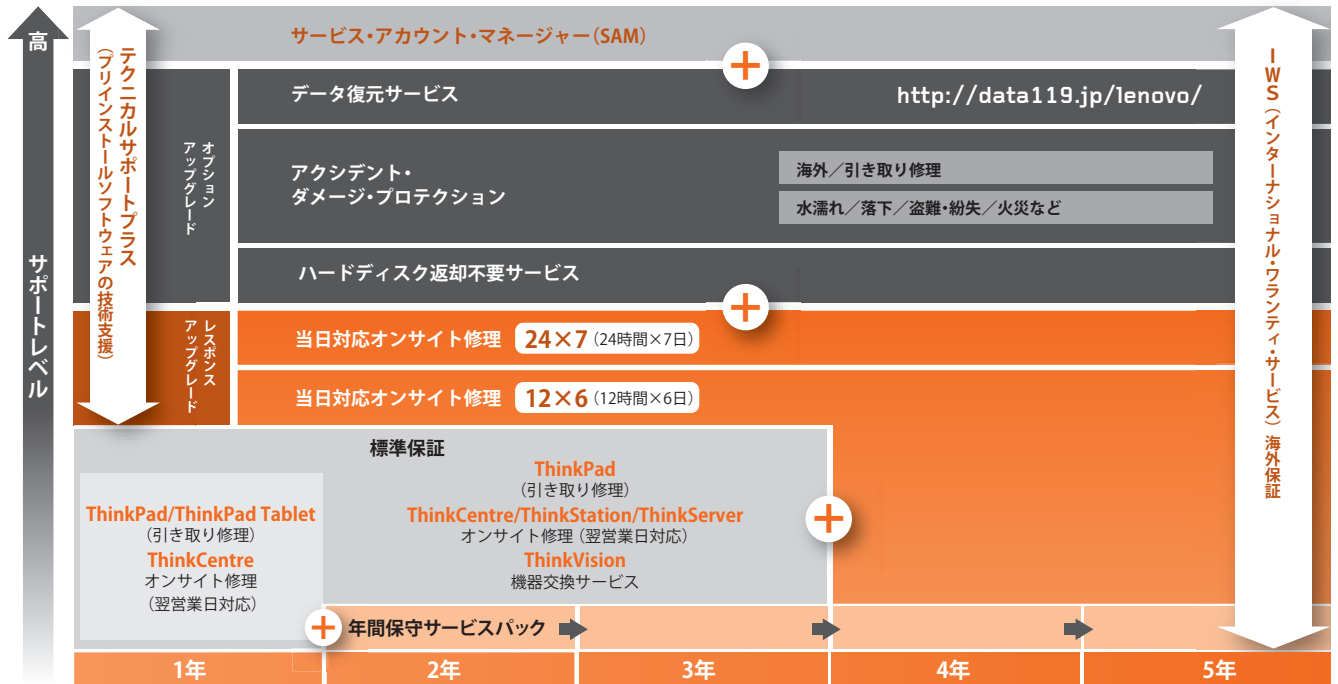 高
サポートレベル
テクニカルサポートプラス
（プリインストールソフトウェアの技術支援）
サービス・アカウント・マネージャー（SAM）
オプション
アップグレード
データ復元サービス
http://data119.jp/lenovo/
アクシデント・
ダメージ・プロテクション
海外／引き取り修理
水濡れ／落下／盗難・紛失／火災など
ハードディスク返却不要サービス
レスポンス
アップグレード
当日対応オンサイト修理 24×7（24時間×7日）
当日対応オンサイト修理 12×6（12時間×6日）
IWS（インターナショナル・ワランティ・サービス）海外保証
標準保証
ThinkPad/ThinkPad Tablet
（引き取り修理）
ThinkCentre
オンサイト修理
（翌営業日対応）
ThinkPad
（引き取り修理）
ThinkCentre/ThinkStation/ThinkServer
オンサイト修理（翌営業日対応）
ThinkVision
機器交換サービス
年間保守サービスパック
1年
2年
3年
4年
5年